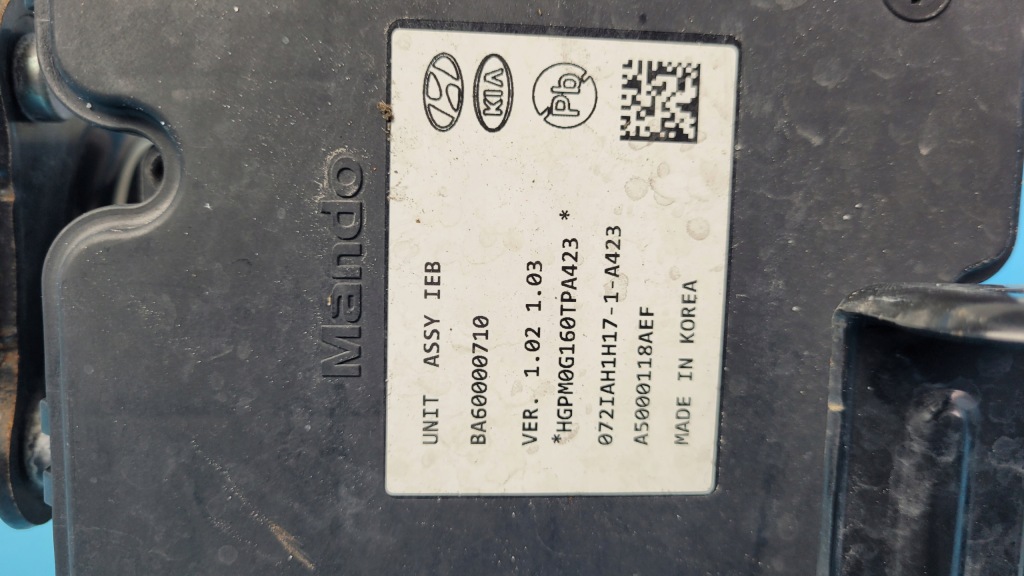 Mando
KIA
Pb
UNIT ASSY IEB
BA60000710
VER. 1.02 1.03
*HGPM0G160TPA423 *
072IAH1H17-1-A423
A5000118AEF
MADE IN KOREA